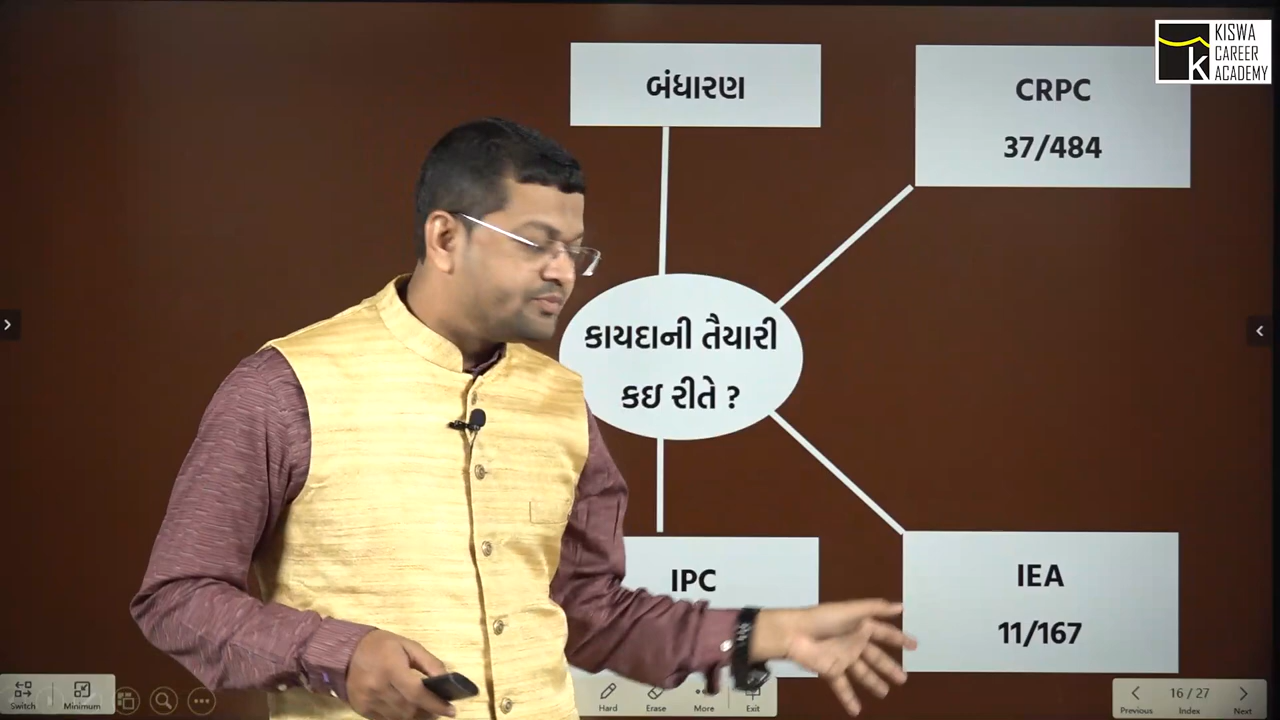 KISWA
CAREER
ACADEMY
k
બંધારણ
CRPC
37/484
કાયદાની તૈયારી
કઇ રીતે ?
IPC
IEA
11/167
Switch
Minimum
Hard
Erase
More
Exit
16 / 27
Previous
Index
Next